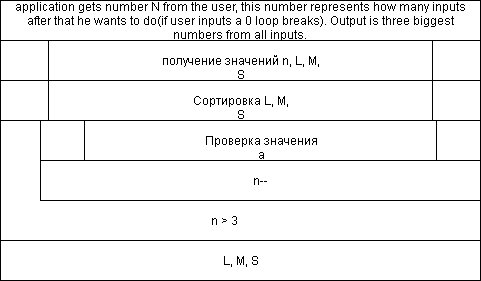 application gets number N from the user, this number represents how many inputs
after that he wants to do(if user inputs a 0 loop breaks). Output is three biggest
numbers from all inputs.
получение значений n, L, M,
S
Сортировка L, M,
S
Проверка значения
a
n--
n > 3
L, M, S